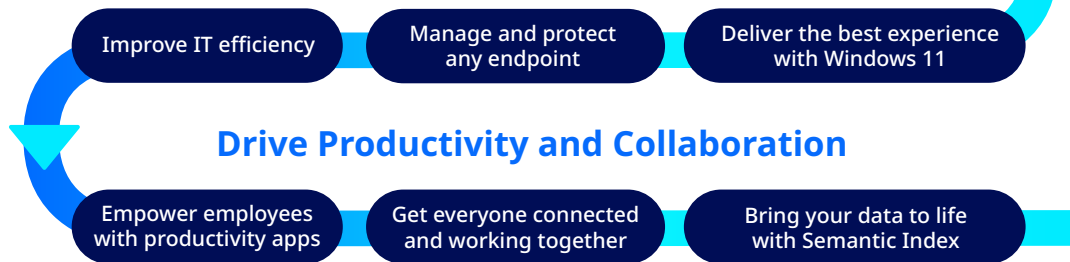 Improve IT efficiency
Manage and protect
any endpoint
Deliver the best experience
with Windows 11
Drive Productivity and Collaboration
Empower employees
with productivity apps
Get everyone connected
and working together
Bring your data to life
with Semantic Index